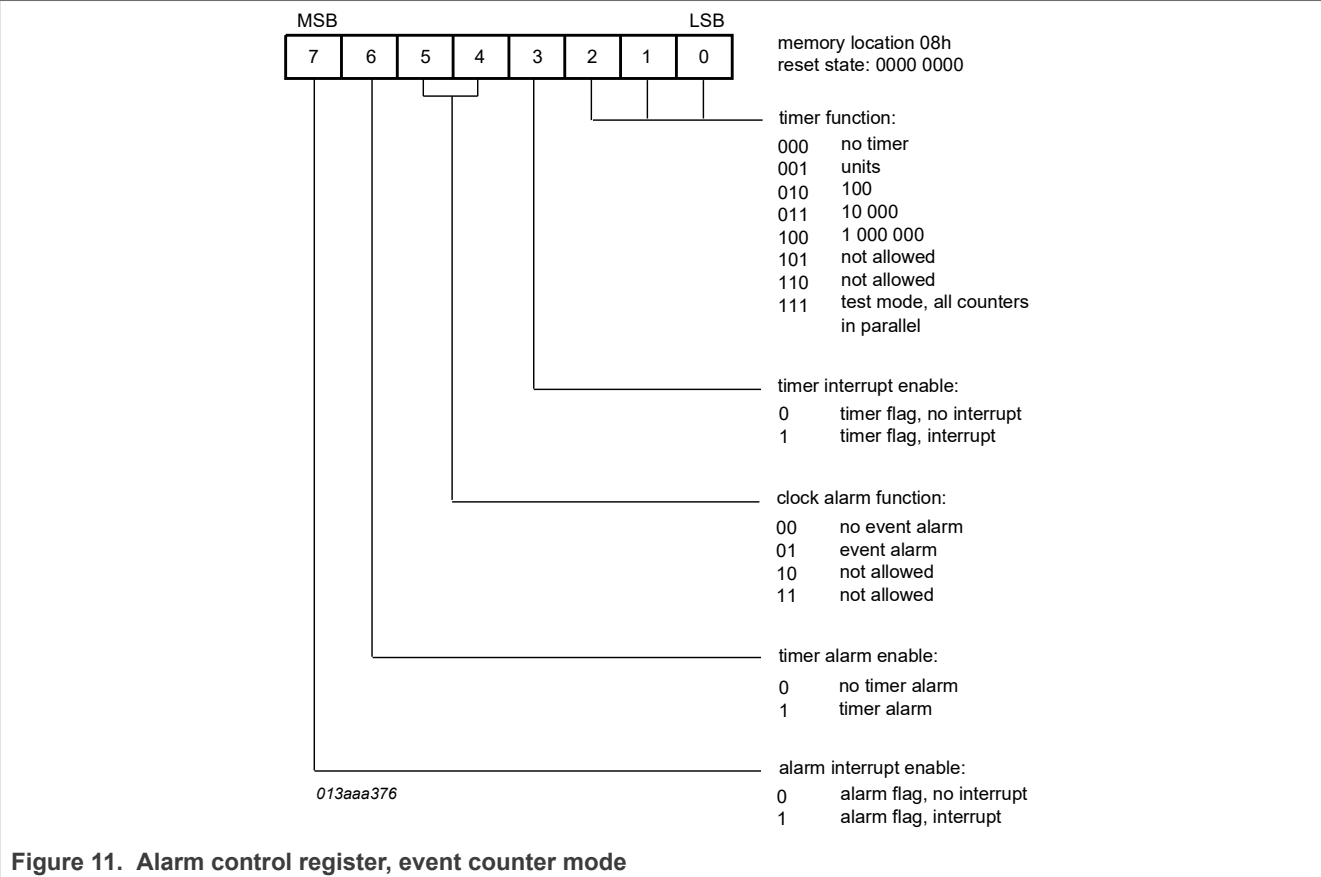 MSB LSB
7 6 5 4 3 2 1 0
memory location 08h
reset state: 0000 0000
timer function:
000 no timer
001 units
010 100
011 10 000
100 1 000 000
101 not allowed
110 not allowed
111 test mode, all counters
in parallel
timer interrupt enable:
0 timer flag, no interrupt
1 timer flag, interrupt
clock alarm function:
00 no event alarm
01 event alarm
10 not allowed
11 not allowed
timer alarm enable:
0 no timer alarm
1 timer alarm
alarm interrupt enable:
0 alarm flag, no interrupt
1 alarm flag, interrupt
013aaa376
Figure 11. Alarm control register, event counter mode